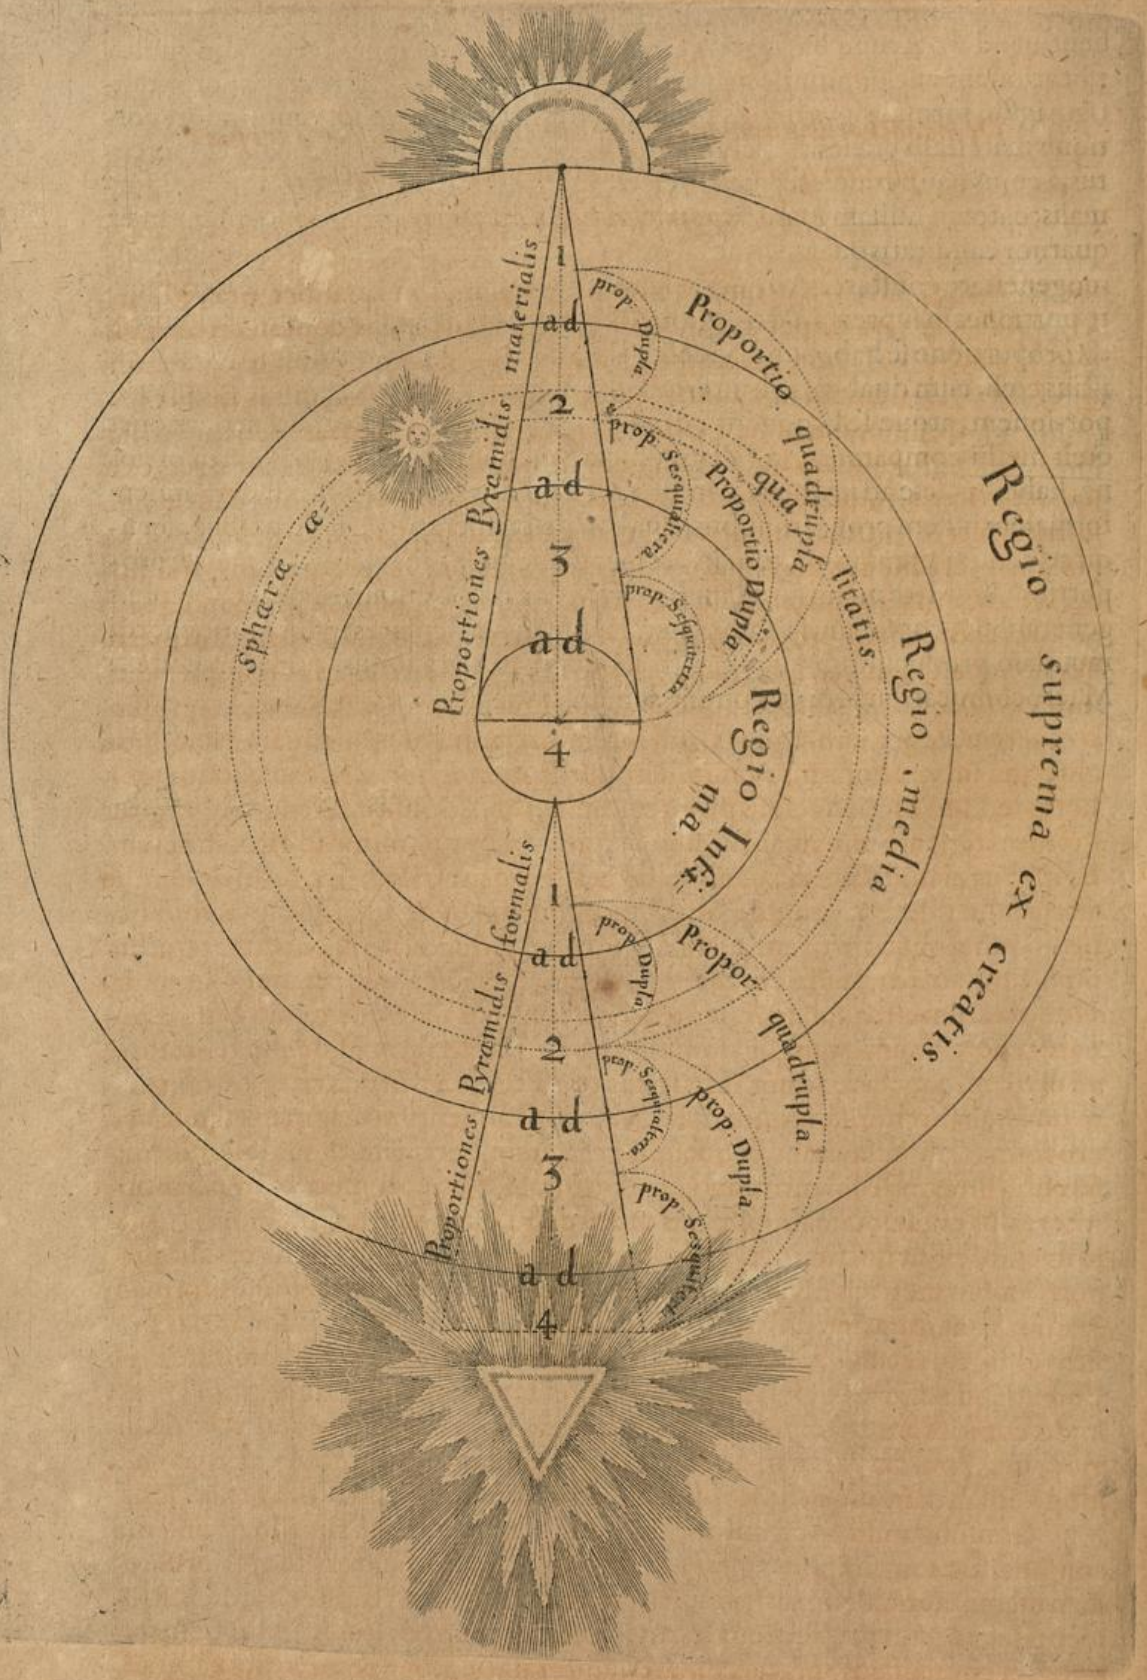 1
ad
2
ad
3
ad
4
Proportiones Pyramidis materialis
prop: Dupla
prop: Sesquialtera
prop: Sesquitertia
Proportio quadrupla
Proportio Dupla
Sphæræ æ=
qua
litatis.
Regio Infi=
ma.
Regio media
Regio suprema ex creatis.
1
ad
2
ad
3
ad
4
Proportiones Pyramidis formalis
prop: Dupla
prop: Sesquialtera
prop: Sesquitert
Propor: quadrupla
prop: Dupla